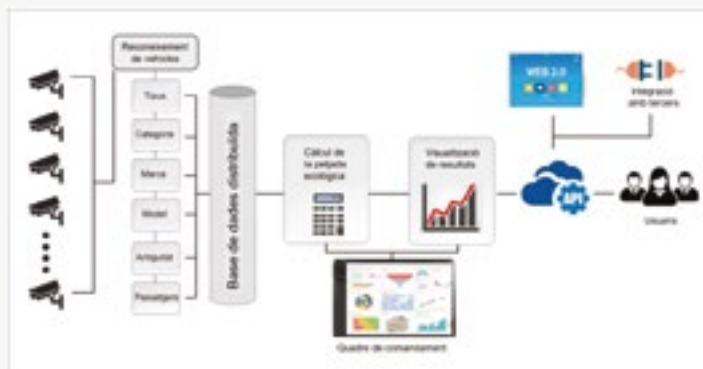 Reconeixement
de vehicles
Tipus
Categoria
Marca
Model
Antiguitat
Passatgers
Base de dades distribuïda
Càlcul de
la petjada
ecològica
Visualització
de resultats
Quadre de comandament
WEB 2.0
Integració
amb tercers
API
Usuaris